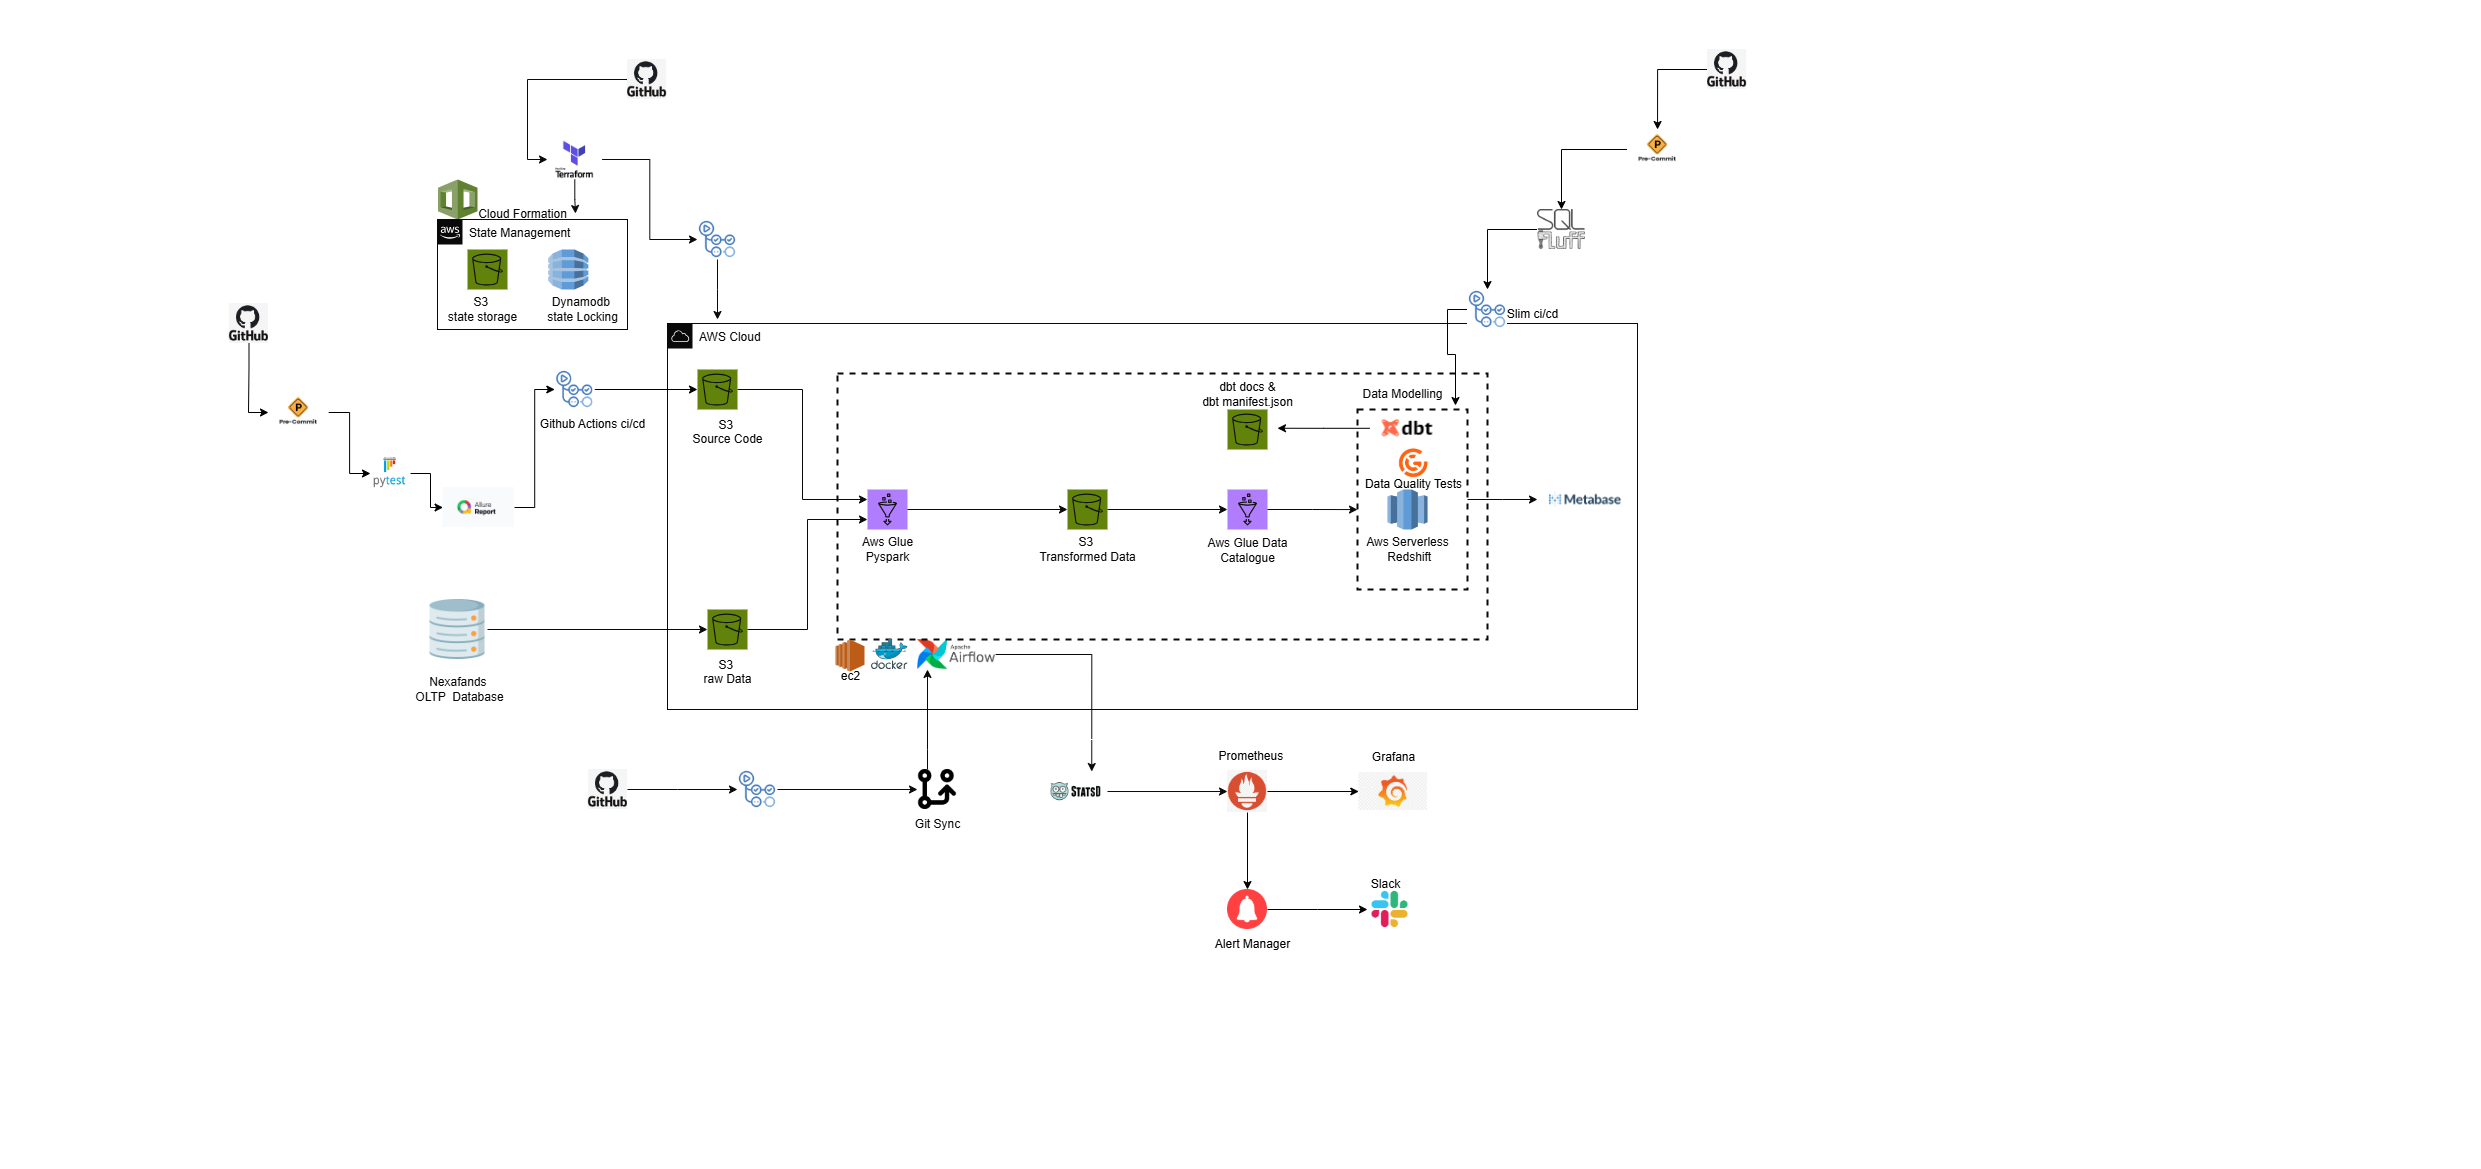 GitHub
GitHub
Terraform
Pre-Commit
Cloud Formation
aws
State Management
SQL
fluff
S3
state storage
Dynamodb
state Locking
Slim ci/cd
GitHub
AWS Cloud
Pre-Commit
Github Actions ci/cd
S3
Source Code
dbt docs &
dbt manifest.json
Data Modelling
dbt
pytest
Allure
Report
Data Quality Tests
Metabase
Aws Glue
Pyspark
S3
Transformed Data
Aws Glue Data
Catalogue
Aws Serverless
Redshift
Nexafands
OLTP Database
S3
raw Data
ec2
docker
Apache
Airflow
GitHub
Git Sync
STATSD
Prometheus
Grafana
Alert Manager
Slack